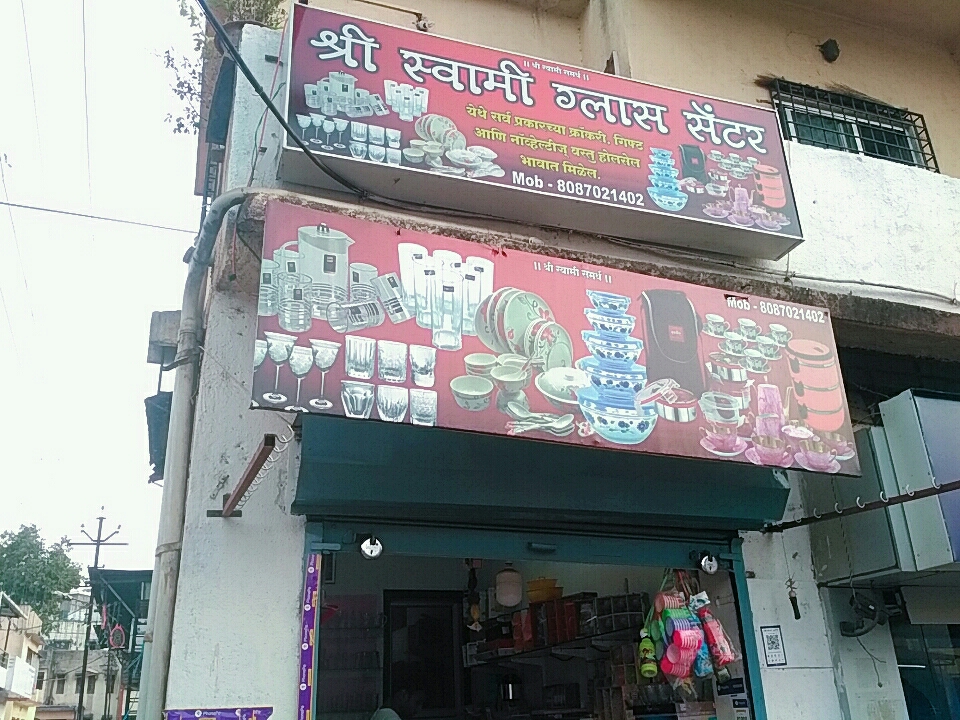 ॥ श्री स्वामी समर्थ ॥
श्री स्वामी ग्लास सेंटर
येथे सर्व प्रकारच्या क्रॉकरी, गिफ्ट
आणि नॉव्हेल्टीज् वस्तु होलसेल
भावात मिळेल.
Mob - 8087021402
॥ श्री स्वामी समर्थ ॥
Mob - 8087021402